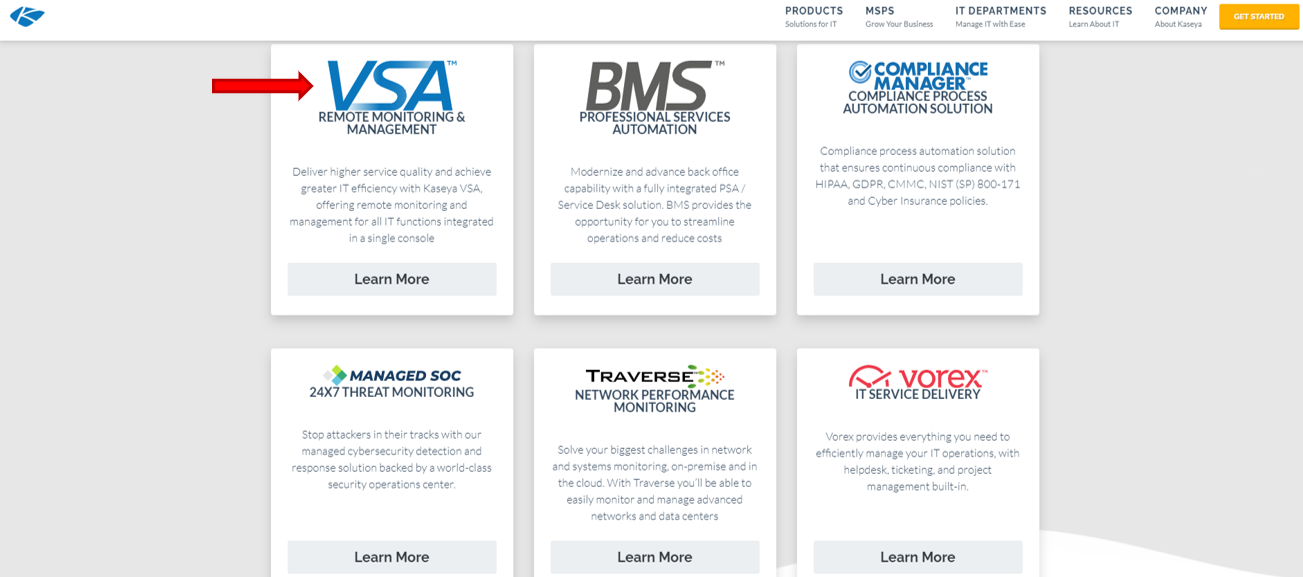 PRODUCTS
Solutions for IT
MSPS
Grow Your Business
IT DEPARTMENTS
Manage IT with Ease
RESOURCES
Learn About IT
COMPANY
About Kaseya
GET STARTED
VSA™
REMOTE MONITORING &
MANAGEMENT
Deliver higher service quality and achieve
greater IT efficiency with Kaseya VSA,
offering remote monitoring and
management for all IT functions integrated
in a single console
Learn More
BMS™
PROFESSIONAL SERVICES
AUTOMATION
Modernize and advance back office
capability with a fully integrated PSA /
Service Desk solution. BMS provides the
opportunity for you to streamline
operations and reduce costs
Learn More
COMPLIANCE
MANAGER™
COMPLIANCE PROCESS
AUTOMATION SOLUTION
Compliance process automation solution
that ensures continuous compliance with
HIPAA, GDPR, CMMC, NIST (SP) 800-171
and Cyber Insurance policies.
Learn More
MANAGED SOC
24X7 THREAT MONITORING
Stop attackers in their tracks with our
managed cybersecurity detection and
response solution backed by a world-class
security operations center.
Learn More
TRAVERSE™
NETWORK PERFORMANCE
MONITORING
Solve your biggest challenges in network
and systems monitoring, on-premise and in
the cloud. With Traverse you'll be able to
easily monitor and manage advanced
networks and data centers
Learn More
vorex™
IT SERVICE DELIVERY
Vorex provides everything you need to
efficiently manage your IT operations, with
helpdesk, ticketing, and project
management built-in.
Learn More